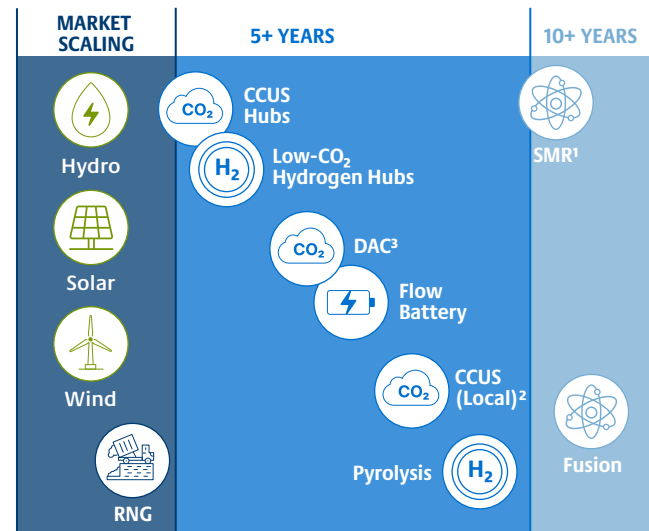 MARKET
SCALING
5+ YEARS
10+ YEARS
Hydro
Solar
Wind
RNG
CO₂
CCUS
Hubs
H₂
Low-CO₂
Hydrogen Hubs
CO₂
DAC³
Flow
Battery
CO₂
CCUS
(Local)²
Pyrolysis
H₂
SMR¹
Fusion